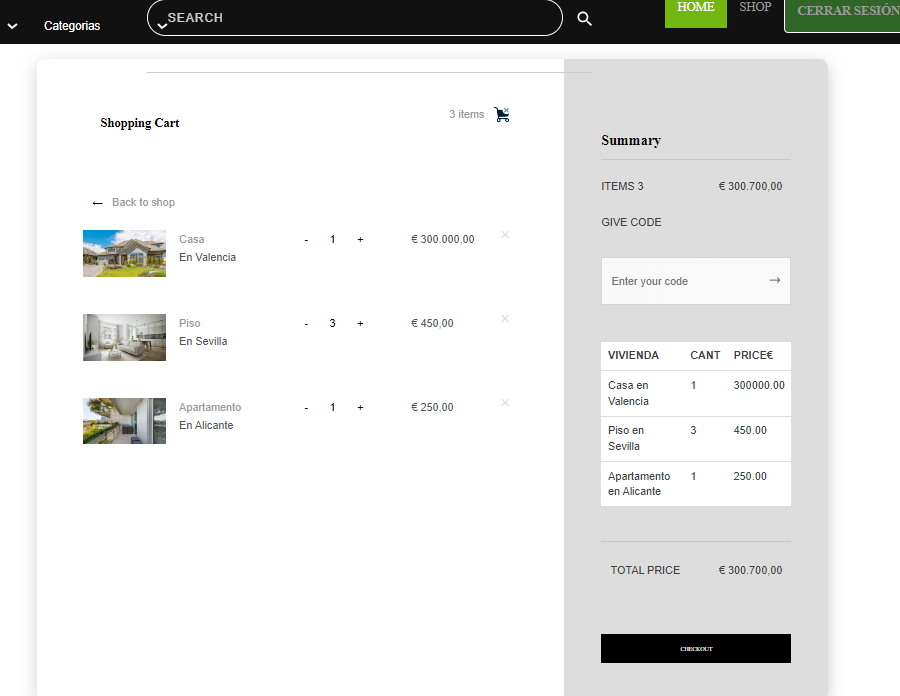 Categorias
SEARCH
HOME
SHOP
CERRAR SESIÓN
Shopping Cart
3 items
← Back to shop
Casa
En Valencia
- 1 +
€ 300.000,00
×
Piso
En Sevilla
- 3 +
€ 450,00
×
Apartamento
En Alicante
- 1 +
€ 250,00
×
Summary
ITEMS 3 € 300.700,00
GIVE CODE
Enter your code →
VIVIENDA CANT PRICE€
Casa en Valencia 1 300000.00
Piso en Sevilla 3 450.00
Apartamento en Alicante 1 250.00
TOTAL PRICE € 300.700,00
CHECKOUT